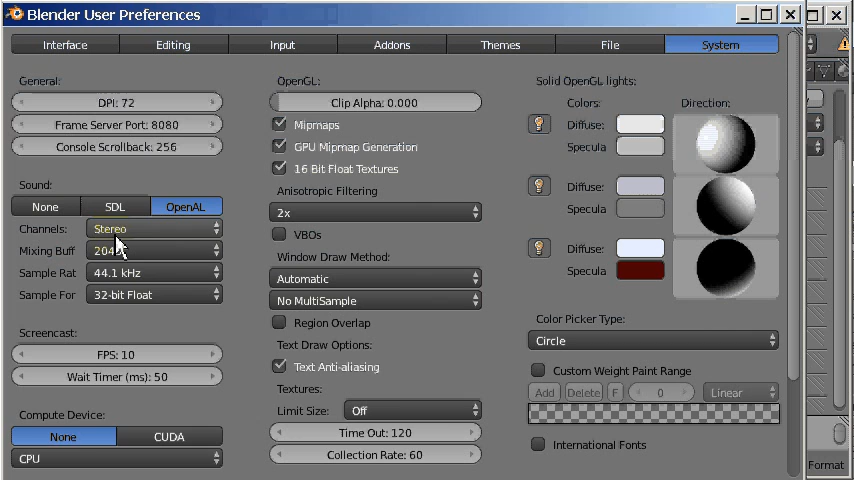 Blender User Preferences
Interface
Editing
Input
Addons
Themes
File
System
General:
DPI: 72
Frame Server Port: 8080
Console Scrollback: 256
Sound:
None
SDL
OpenAL
Channels:
Stereo
Mixing Buff
Sample Rat
44.1 kHz
Sample For
32-bit Float
Screencast:
FPS: 10
Wait Timer (ms): 50
Compute Device:
None
CUDA
CPU
OpenGL:
Clip Alpha: 0.000
Mipmaps
GPU Mipmap Generation
16 Bit Float Textures
Anisotropic Filtering
2x
VBOs
Window Draw Method:
Automatic
No MultiSample
Region Overlap
Text Draw Options:
Text Anti-aliasing
Textures:
Limit Size:
Off
Time Out: 120
Collection Rate: 60
Solid OpenGL lights:
Colors:
Direction:
Diffuse:
Specula
Diffuse:
Specula
Diffuse:
Specula
Color Picker Type:
Circle
Custom Weight Paint Range
Add
Delete
F
0
Linear
International Fonts
Format